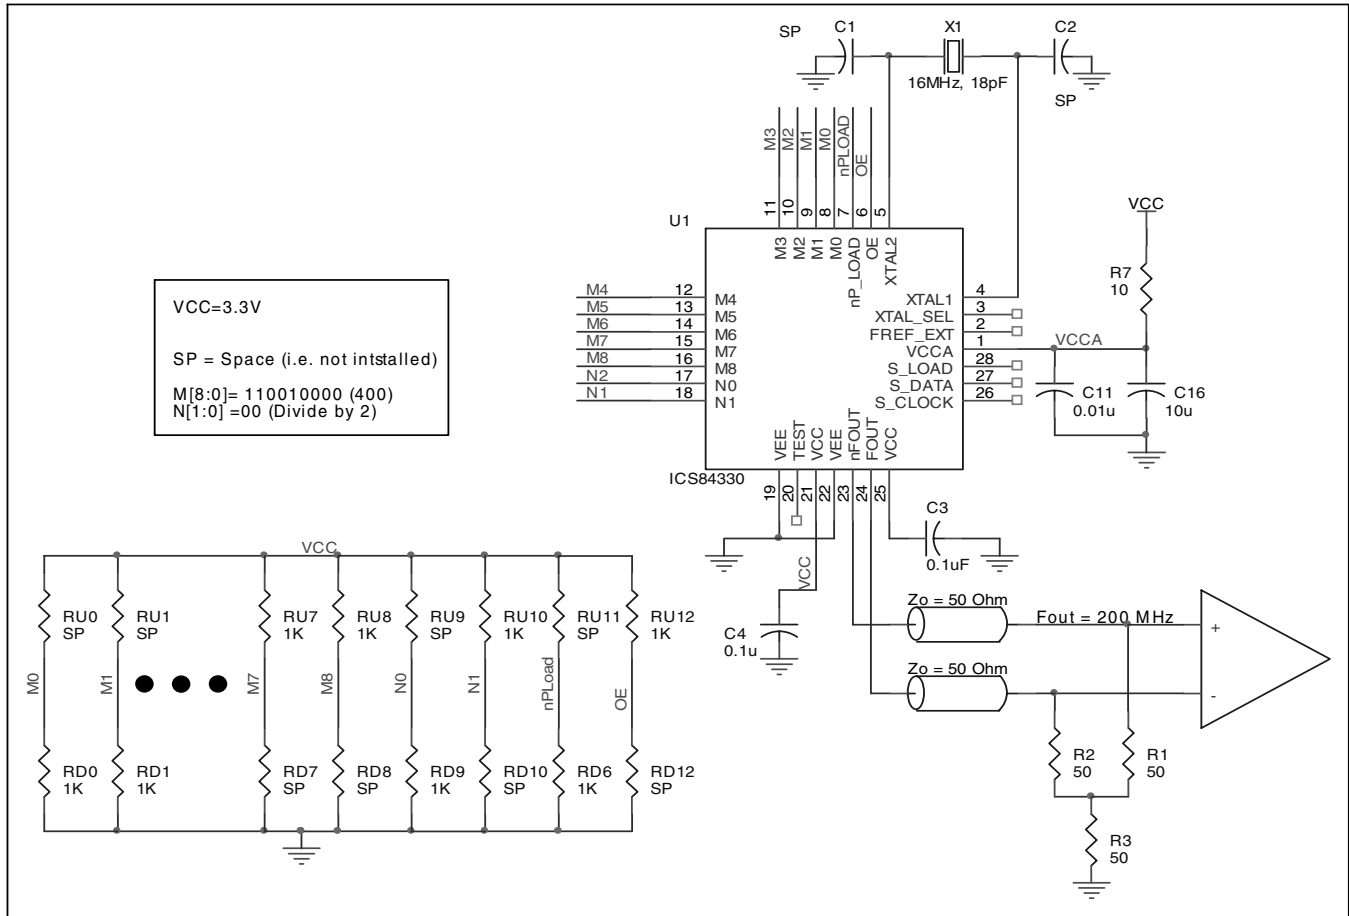 SP
C1
X1
C2
16MHz, 18pF
SP
M3
M2
M1
M0
nPLOAD
OE
11
10
9
8
7
6
5
U1
M3
M2
M1
M0
nP_LOAD
OE
XTAL2
VCC
R7
10
M4
12
M4
M5
13
M5
M6
14
M6
M7
15
M7
M8
16
M8
N2
17
N0
N1
18
N1
XTAL1
4
XTAL_SEL
3
FREF_EXT
2
VCCA
1
VCCA
S_LOAD
28
S_DATA
27
S_CLOCK
26
C11
0.01u
C16
10u
VCC=3.3V
SP = Space (i.e. not intstalled)
M[8:0]= 110010000 (400)
N[1:0] =00 (Divide by 2)
VEE
TEST
VCC
VEE
nFOUT
FOUT
VCC
ICS84330
19
20
21
22
23
24
25
C3
0.1uF
VCC
C4
0.1u
Zo = 50 Ohm
Fout = 200 MHz
Zo = 50 Ohm
+
-
R2
50
R1
50
R3
50
VCC
RU0
SP
RU1
SP
RU7
1K
RU8
1K
RU9
SP
RU10
1K
RU11
SP
RU12
1K
M0
M1
M7
M8
N0
N1
nPLoad
OE
RD0
1K
RD1
1K
RD7
SP
RD8
SP
RD9
1K
RD10
SP
RD6
1K
RD12
SP